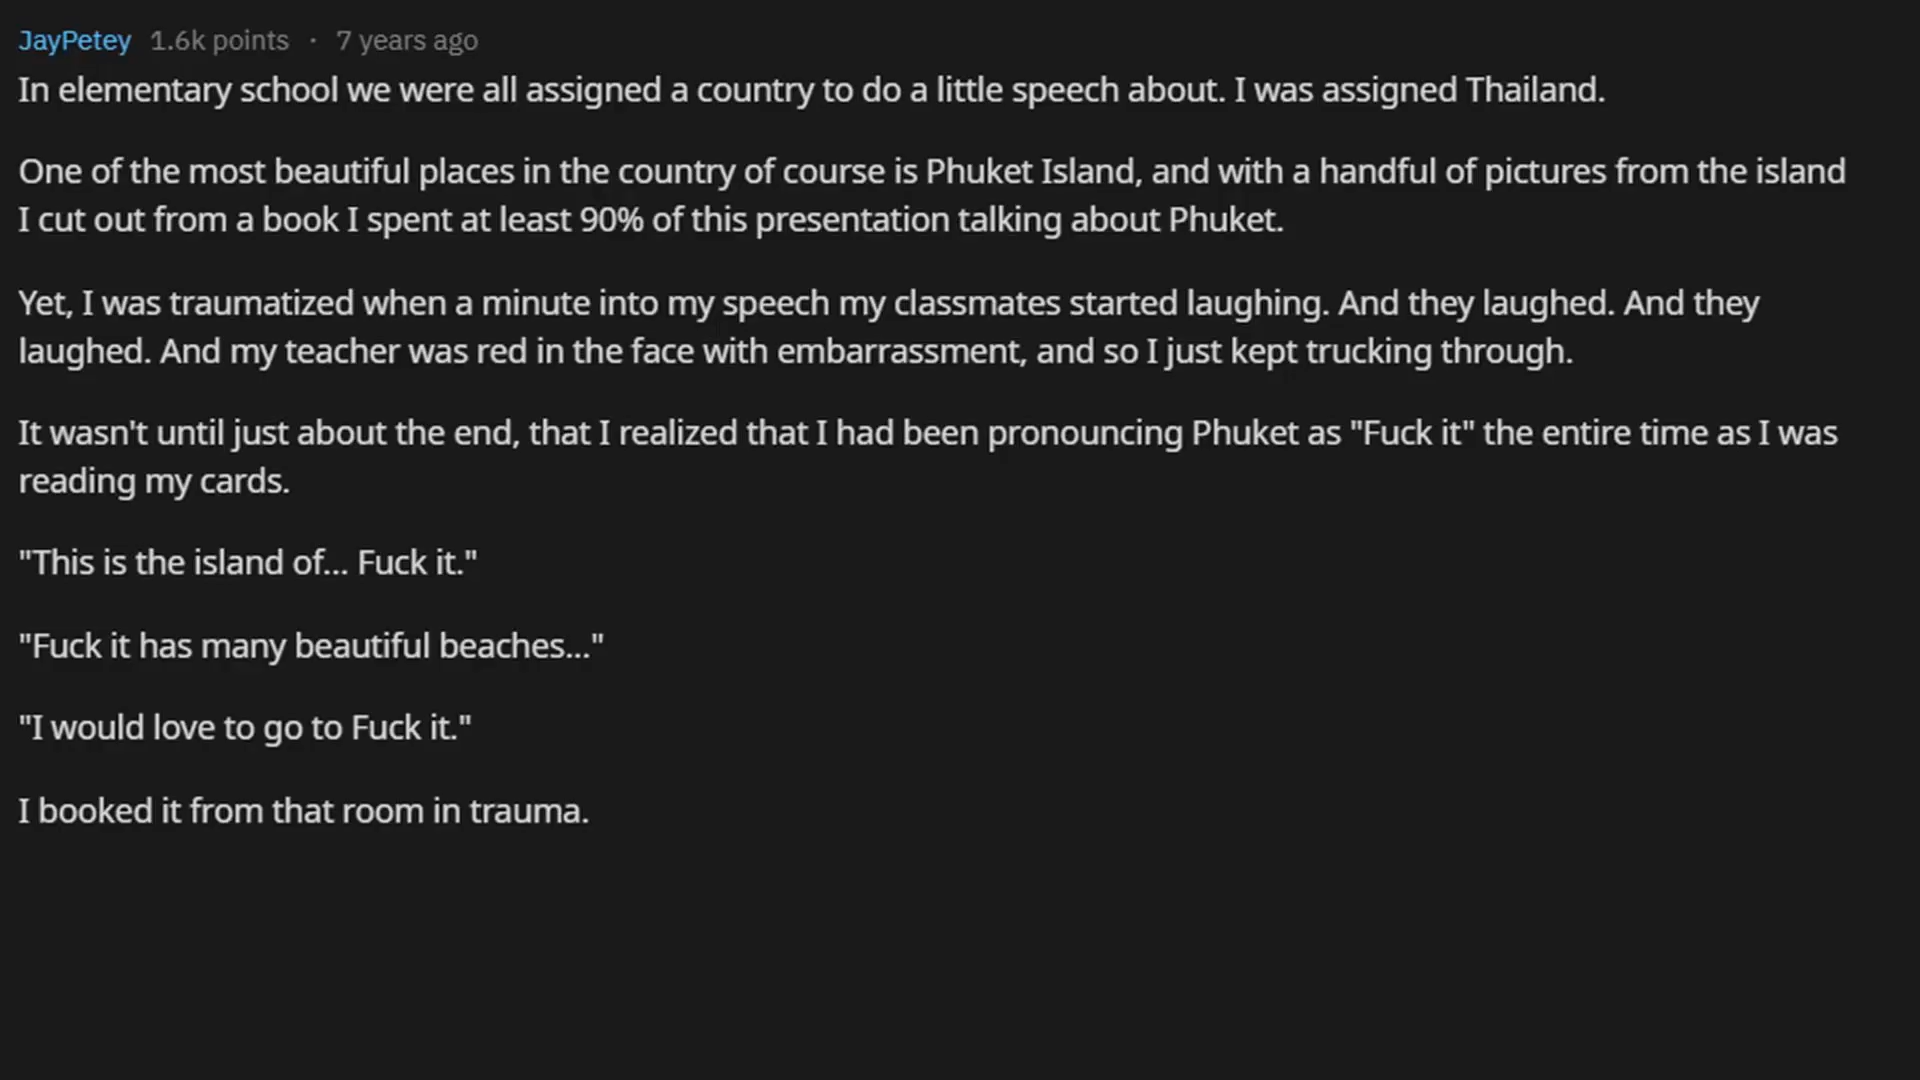 JayPetey 1.6k points · 7 years ago
In elementary school we were all assigned a country to do a little speech about. I was assigned Thailand.
One of the most beautiful places in the country of course is Phuket Island, and with a handful of pictures from the island
I cut out from a book I spent at least 90% of this presentation talking about Phuket.
Yet, I was traumatized when a minute into my speech my classmates started laughing. And they laughed. And they
laughed. And my teacher was red in the face with embarrassment, and so I just kept trucking through.
It wasn't until just about the end, that I realized that I had been pronouncing Phuket as "Fuck it" the entire time as I was
reading my cards.
"This is the island of... Fuck it."
"Fuck it has many beautiful beaches..."
"I would love to go to Fuck it."
I booked it from that room in trauma.